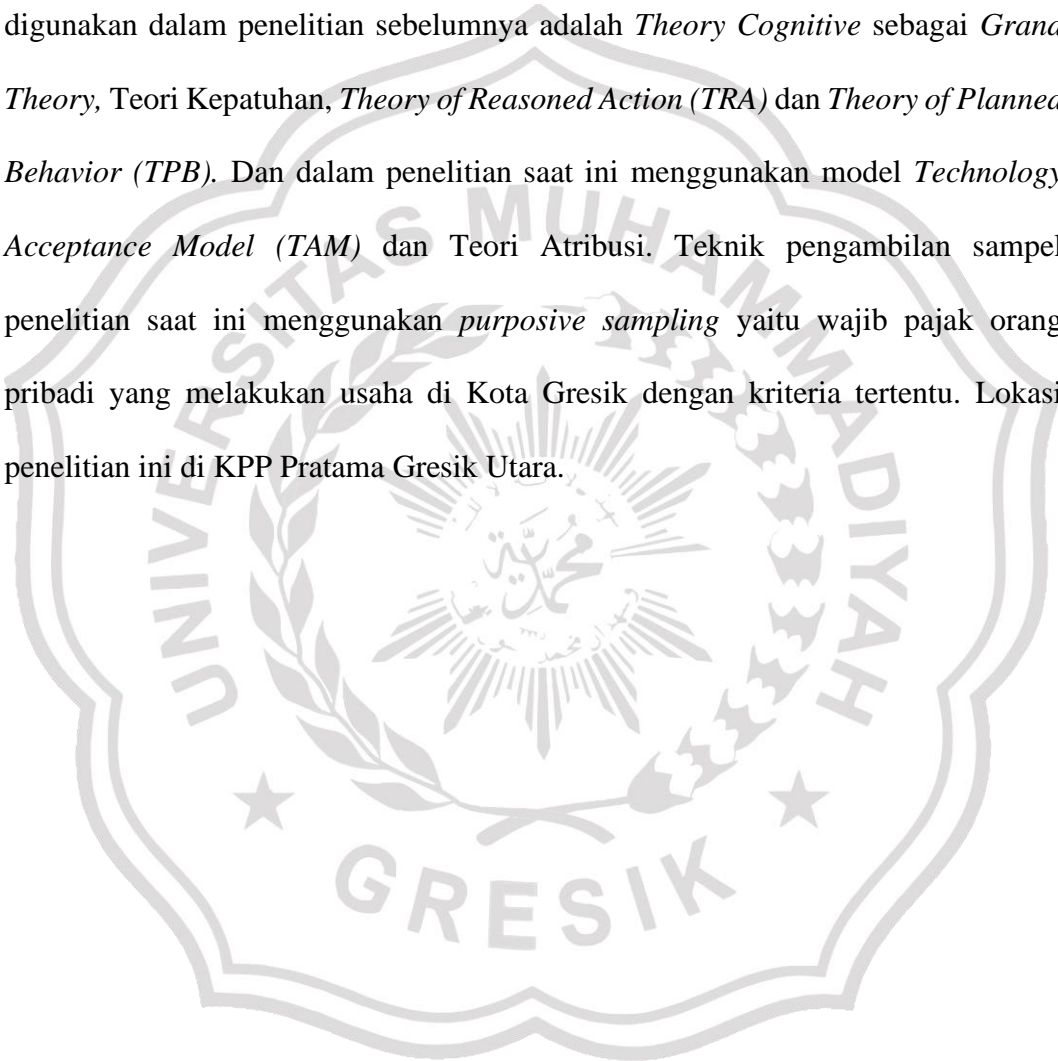 digunakan dalam penelitian sebelumnya adalah Theory Cognitive sebagai Grand
Theory, Teori Kepatuhan, Theory of Reasoned Action (TRA) dan Theory of Planned
Behavior (TPB). Dan dalam penelitian saat ini menggunakan model Technology
Acceptance Model (TAM) dan Teori Atribusi. Teknik pengambilan sampel
penelitian saat ini menggunakan purposive sampling yaitu wajib pajak orang
pribadi yang melakukan usaha di Kota Gresik dengan kriteria tertentu. Lokasi
penelitian ini di KPP Pratama Gresik Utara.
UNIVERSITAS MUHAMMADIYAH
GRESIK